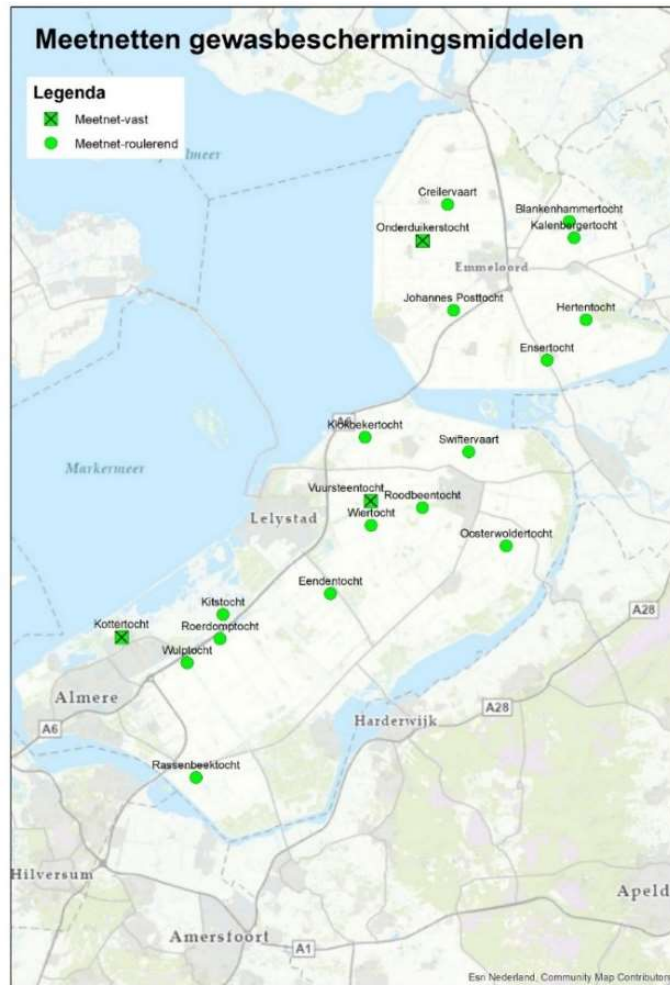 Meetnetten gewasbeschermingsmiddelen
Legenda
Meetnet-vast
Meetnet-roulerend
Creilervaart
Blankenhammertocht
Onderduikerstocht
Kalenbergertocht
Emmeloord
Johannes Posttocht
Hertentocht
Ensertocht
A6
Klokbekertocht
Swiftervaart
Markermeer
Vuursteentocht
Roodbeentocht
Lelystad
Wiertocht
Oosterwoldertocht
Eendentocht
Kitstocht
A28
Kottertocht
Roerdomptocht
Wulptocht
Almere
A28
Harderwijk
A6
Rassenbeektocht
Hilversum
Apeld
Amersfoort
A1
Esri Nederland, Community Map Contributors